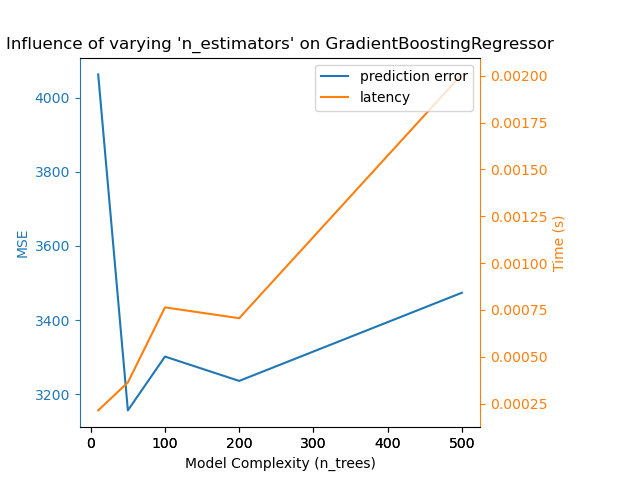 Influence of varying 'n_estimators' on GradientBoostingRegressor
prediction error
latency
4000
3800
3600
3400
3200
MSE
0.00200
0.00175
0.00150
0.00125
0.00100
0.00075
0.00050
0.00025
Time (s)
0 100 200 300 400 500
Model Complexity (n_trees)